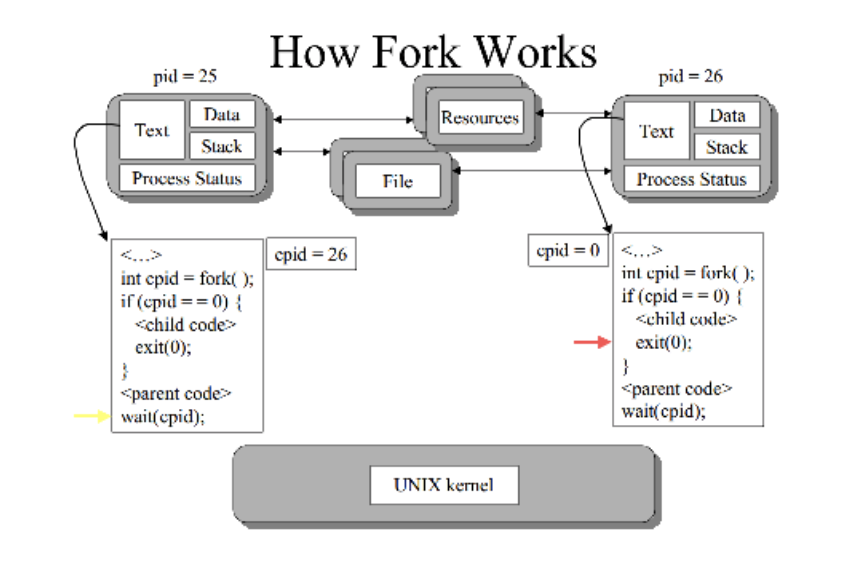 How Fork Works
pid = 25
pid = 26
Text
Data
Stack
Process Status
Resources
File
Text
Data
Stack
Process Status
<...>
int cpid = fork( );
if (cpid = = 0) {
<child code>
exit(0);
}
<parent code>
wait(cpid);
cpid = 26
cpid = 0
<...>
int cpid = fork( );
if (cpid = = 0) {
<child code>
exit(0);
}
<parent code>
wait(cpid);
UNIX kernel